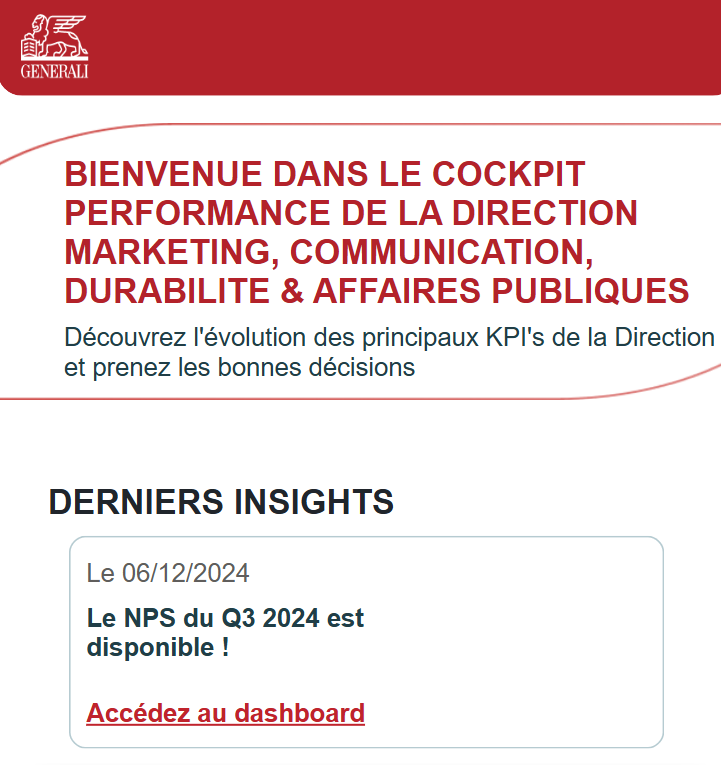 GENERALI
BIENVENUE DANS LE COCKPIT
PERFORMANCE DE LA DIRECTION
MARKETING, COMMUNICATION,
DURABILITE & AFFAIRES PUBLIQUES
Découvrez l'évolution des principaux KPI's de la Direction
et prenez les bonnes décisions
DERNIERS INSIGHTS
Le 06/12/2024
Le NPS du Q3 2024 est
disponible !
Accédez au dashboard